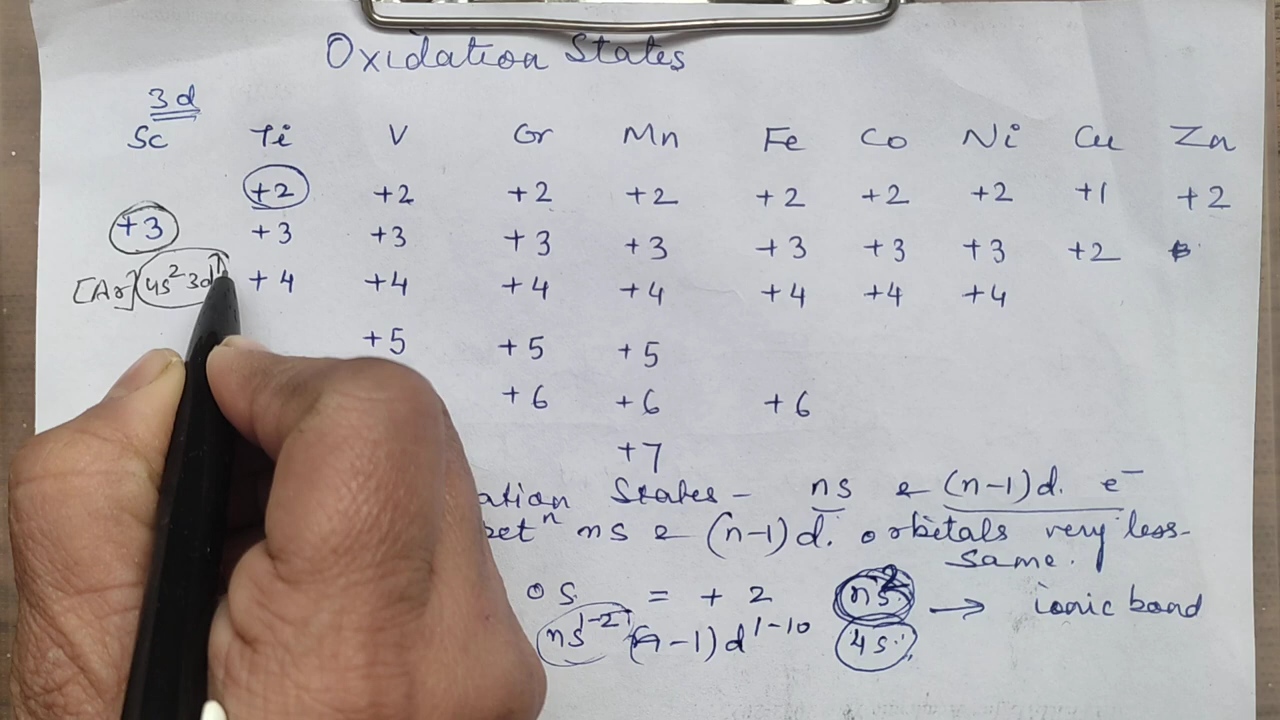 Oxidation States
3d
Sc Ti V Cr Mn Fe Co Ni Cu Zn
+2 +2 +2 +2 +2 +2 +2 +1 +2
+3 +3 +3 +3 +3 +3 +3 +3 +2
[Ar] 4s² 3d¹ +4 +4 +4 +4 +4 +4 +4
+5 +5 +5
+6 +6 +6
+7
ation States - ns & (n-1)d. e⁻
betⁿ ns & (n-1)d. orbitals very less-
same.
OS = +2 ns² → ionic bond
ns¹⁻² (n-1)d¹⁻¹⁰ 4s